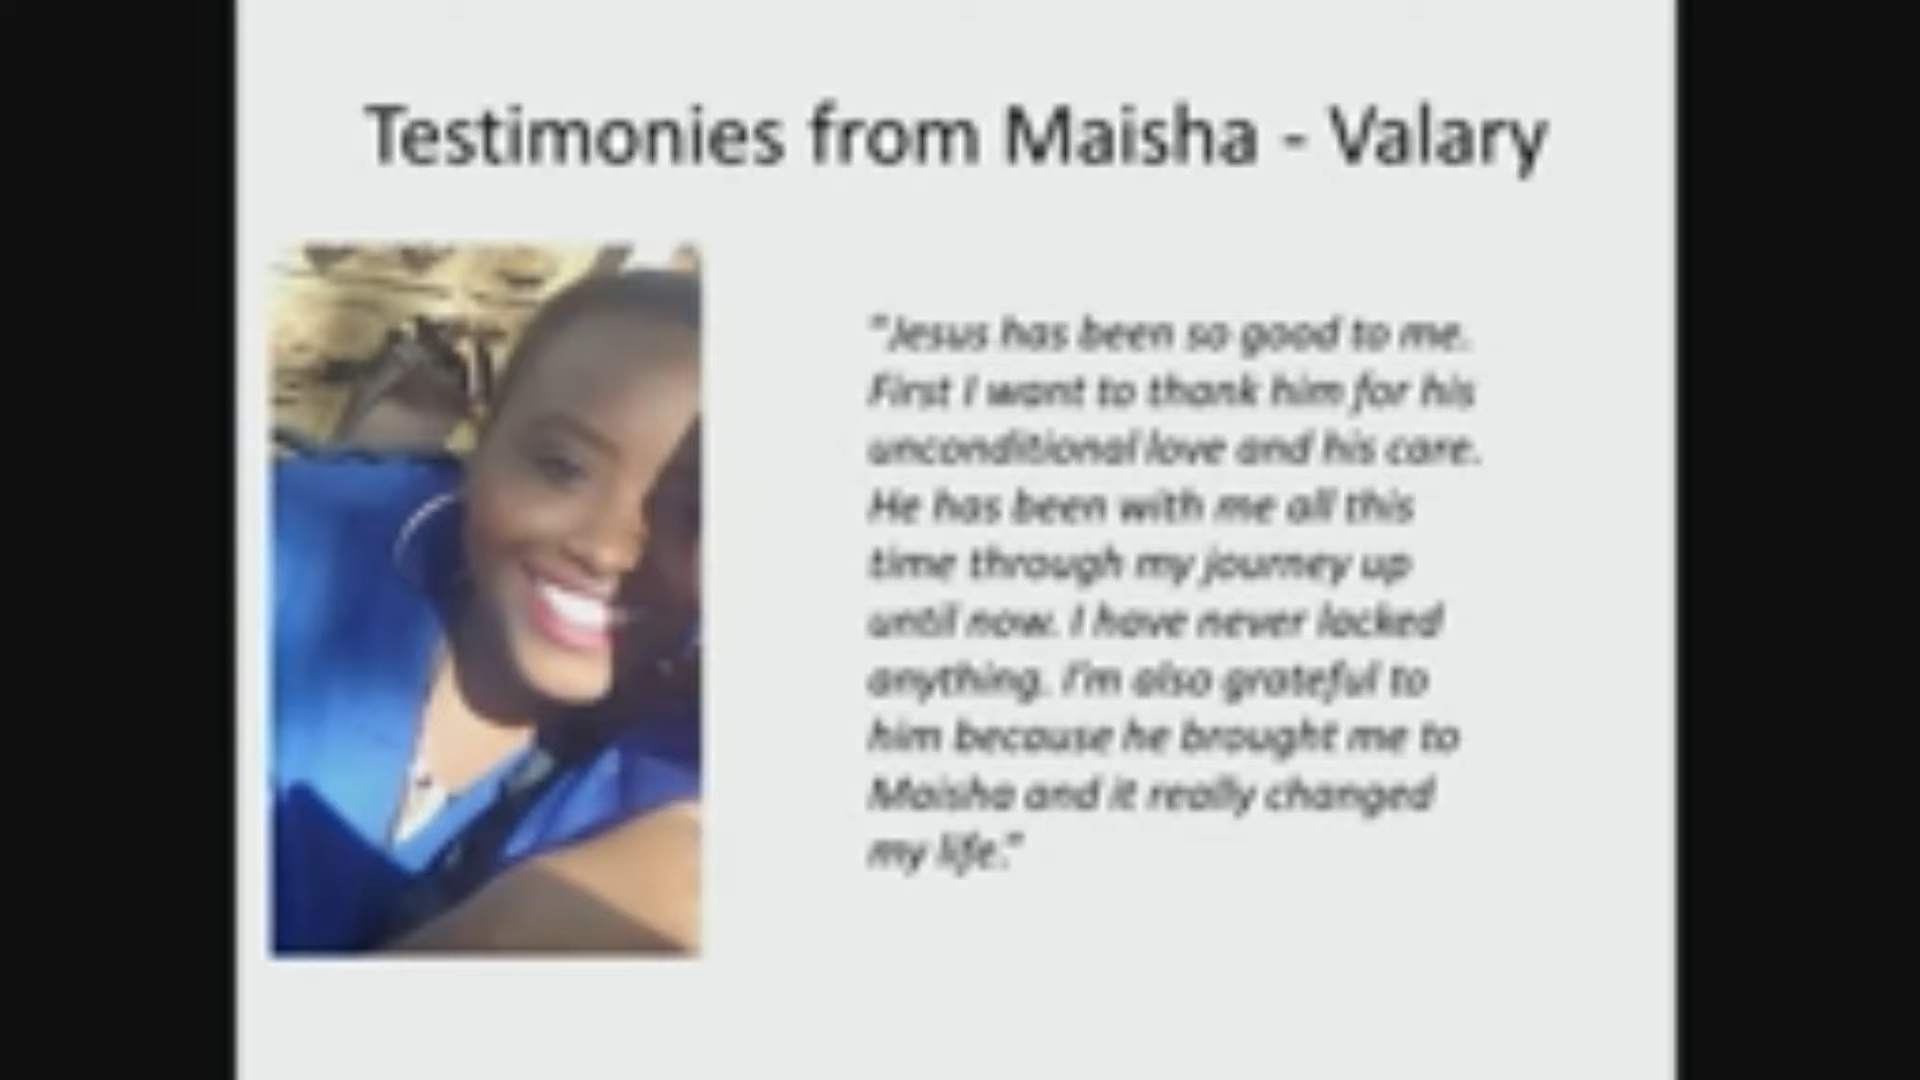 Testimonies from Maisha - Valary
"Jesus has been so good to me.
First I want to thank him for his
unconditional love and his care.
He has been with me all this
time through my journey up
until now. I have never lacked
anything. I'm also grateful to
him because he brought me to
Maisha and it really changed
my life."